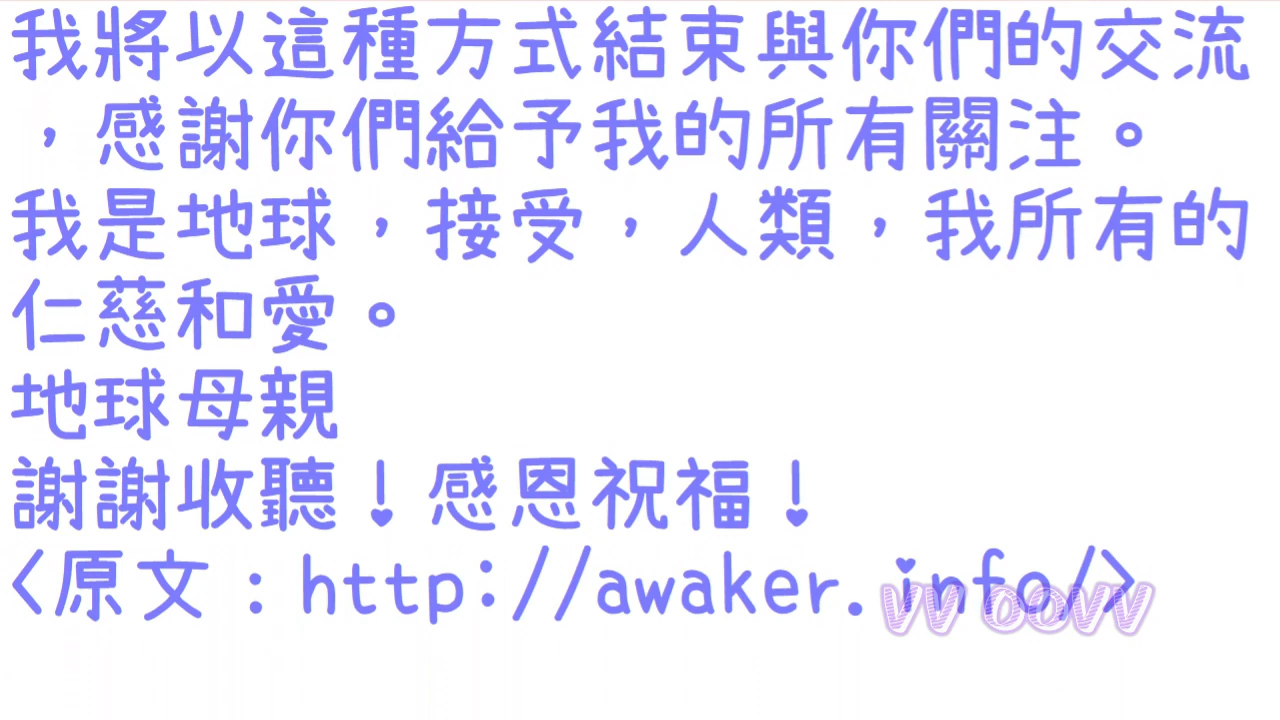 我將以這種方式結束與你們的交流
，感謝你們給予我的所有關注。
我是地球，接受，人類，我所有的
仁慈和愛。
地球母親
謝謝收聽！感恩祝福！
<原文：http://awaker.info/>
VV OOVV